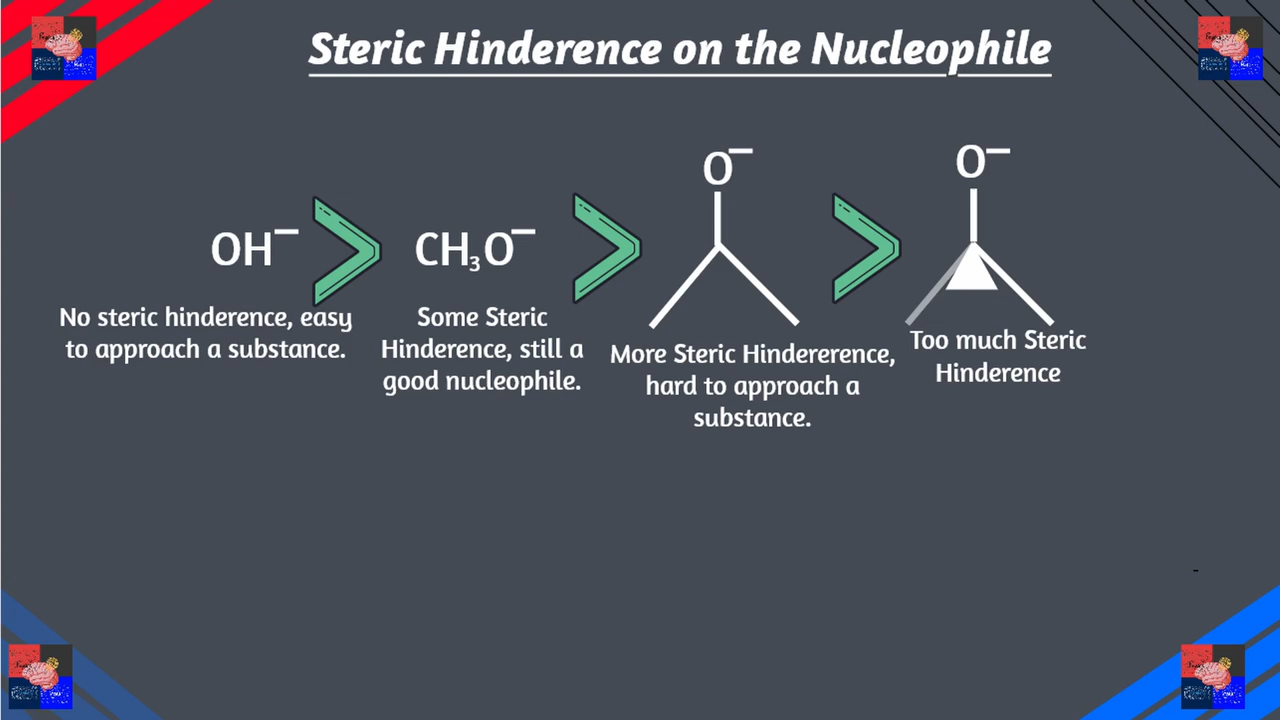 Steric Hinderence on the Nucleophile
O⁻
O⁻
OH⁻
CH₃O⁻
No steric hinderence, easy
to approach a substance.
Some Steric
Hinderence, still a
good nucleophile.
More Steric Hindererence,
hard to approach a
substance.
Too much Steric
Hinderence